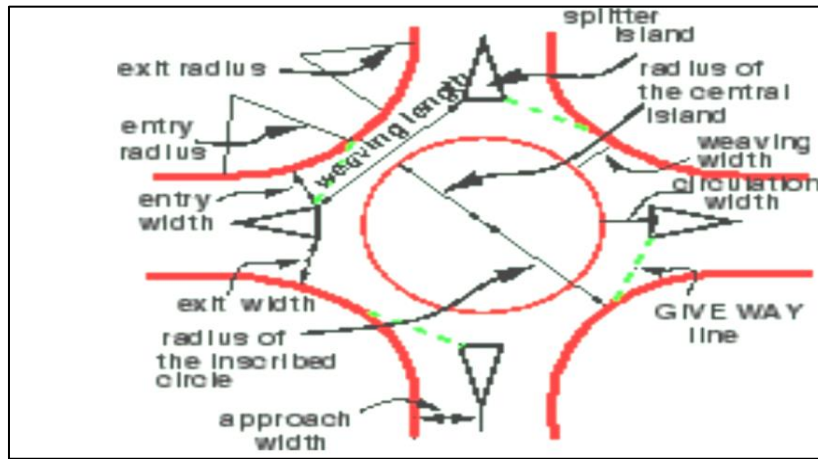 splitter
Island
exit radius
radius of
the central
Island
entry
radius
weaving length
weaving
width
entry
width
circulation
width
exit width
GIVE WAY
line
radius of
the inscribed
circle
approach
width